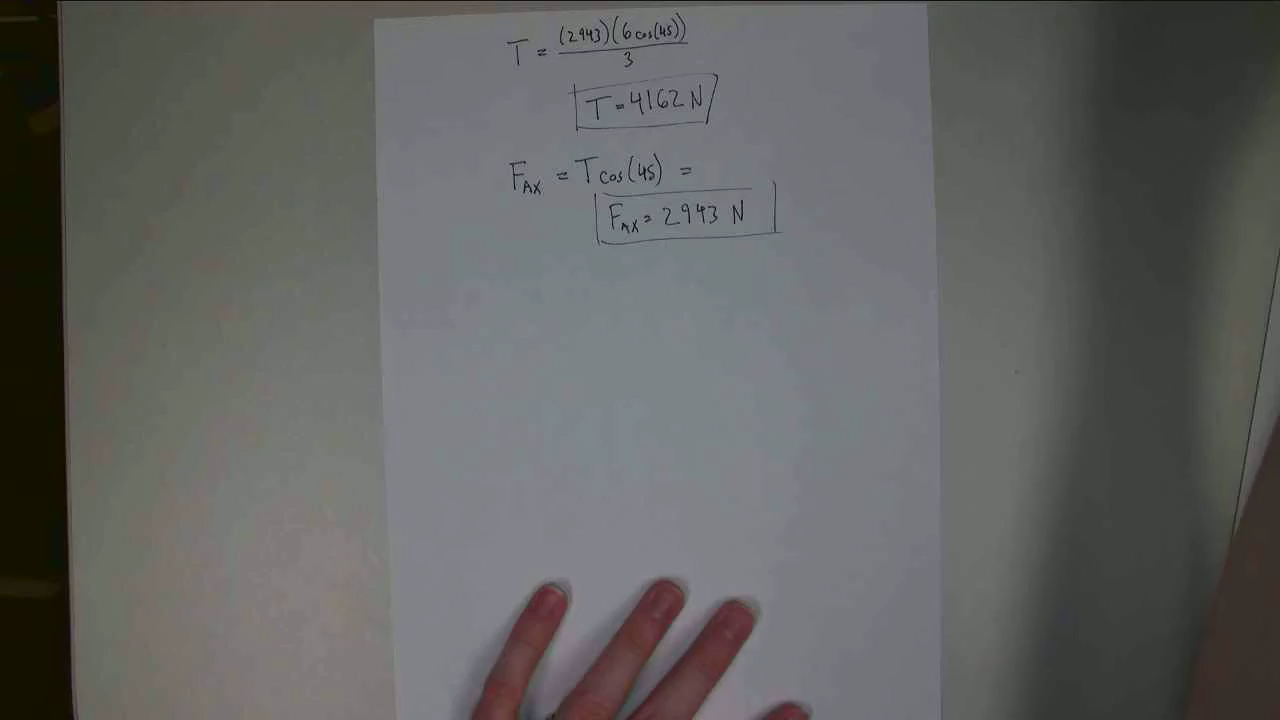 T = (2943)(6cos(45)) / 3
T = 4162 N
F_AX = T cos(45) =
F_AX = 2943 N